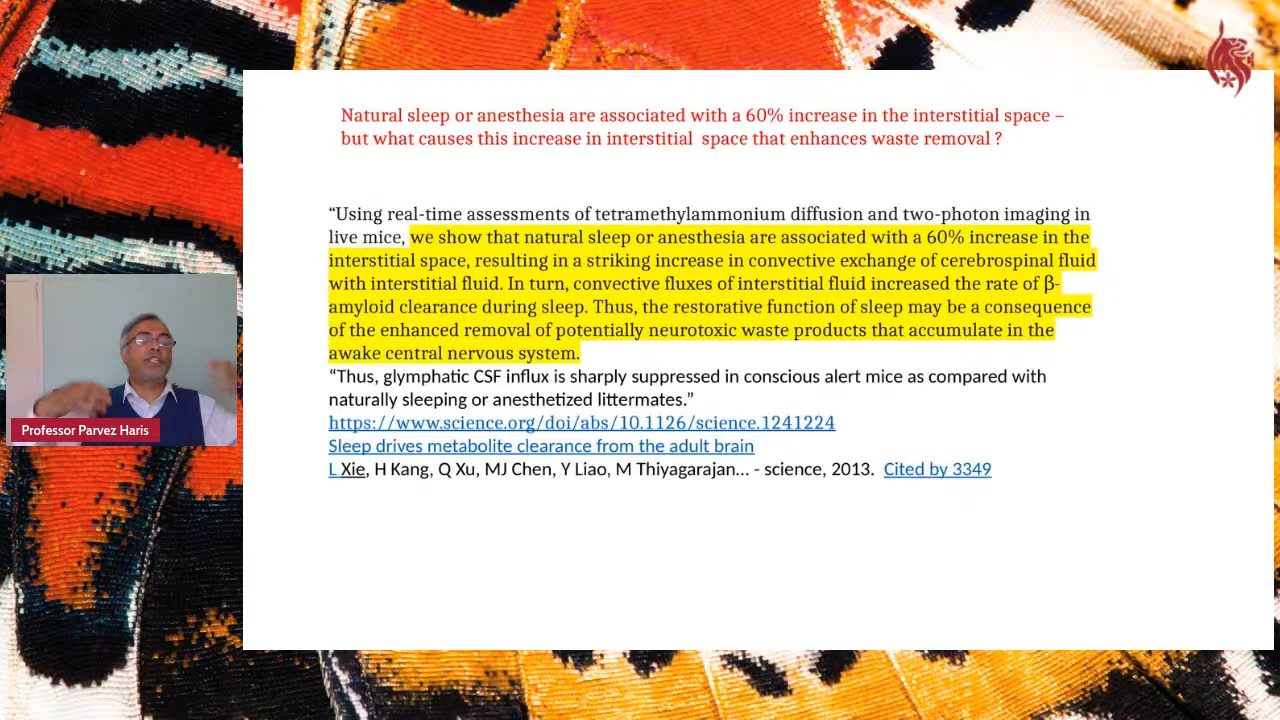 Natural sleep or anesthesia are associated with a 60% increase in the interstitial space –
but what causes this increase in interstitial  space that enhances waste removal ?
“Using real-time assessments of tetramethylammonium diffusion and two-photon imaging in
live mice, we show that natural sleep or anesthesia are associated with a 60% increase in the
interstitial space, resulting in a striking increase in convective exchange of cerebrospinal fluid
with interstitial fluid. In turn, convective fluxes of interstitial fluid increased the rate of β-
amyloid clearance during sleep. Thus, the restorative function of sleep may be a consequence
of the enhanced removal of potentially neurotoxic waste products that accumulate in the
awake central nervous system.
“Thus, glymphatic CSF influx is sharply suppressed in conscious alert mice as compared with
naturally sleeping or anesthetized littermates.”
https://www.science.org/doi/abs/10.1126/science.1241224
Sleep drives metabolite clearance from the adult brain
L Xie, H Kang, Q Xu, MJ Chen, Y Liao, M Thiyagarajan… - science, 2013.  Cited by 3349
Professor Parvez Haris